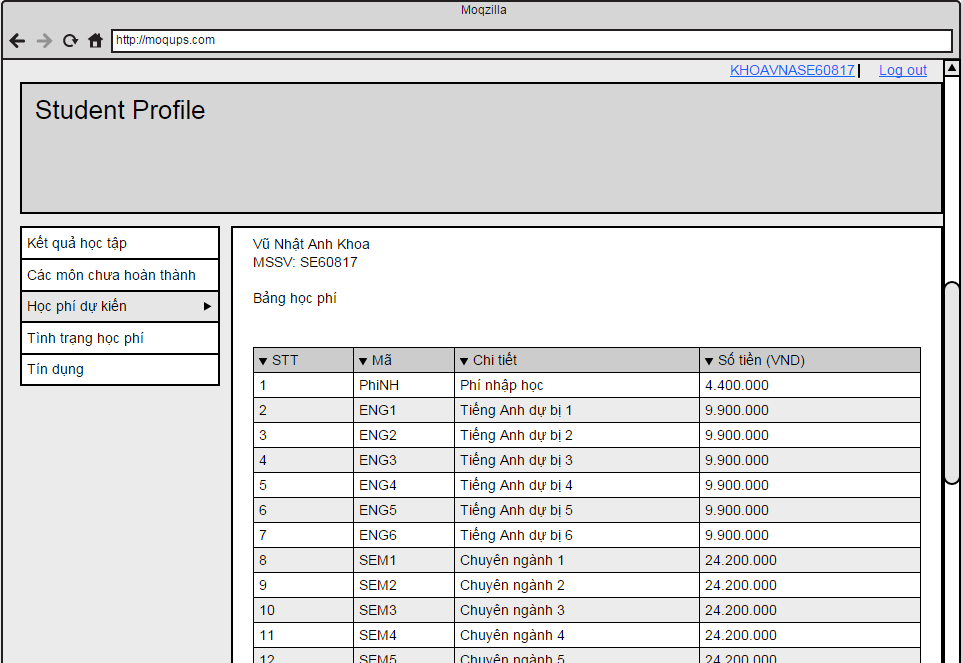 Moqzilla
http://moqups.com
KHOAVNASE60817 Log out
Student Profile
Kết quả học tập
Các môn chưa hoàn thành
Học phí dự kiến
Tình trạng học phí
Tín dụng
Vũ Nhật Anh Khoa
MSSV: SE60817
Bảng học phí
STT Mã Chi tiết Số tiền (VND)
1 PhiNH Phí nhập học 4.400.000
2 ENG1 Tiếng Anh dự bị 1 9.900.000
3 ENG2 Tiếng Anh dự bị 2 9.900.000
4 ENG3 Tiếng Anh dự bị 3 9.900.000
5 ENG4 Tiếng Anh dự bị 4 9.900.000
6 ENG5 Tiếng Anh dự bị 5 9.900.000
7 ENG6 Tiếng Anh dự bị 6 9.900.000
8 SEM1 Chuyên ngành 1 24.200.000
9 SEM2 Chuyên ngành 2 24.200.000
10 SEM3 Chuyên ngành 3 24.200.000
11 SEM4 Chuyên ngành 4 24.200.000
12 SEM5 Chuyên ngành 5 24.200.000